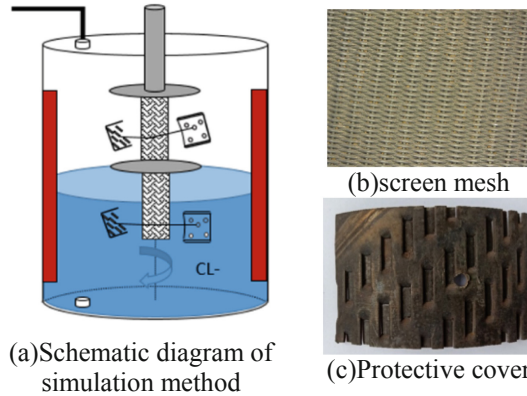 CL-
(a)Schematic diagram of
simulation method
(b)screen mesh
(c)Protective cover